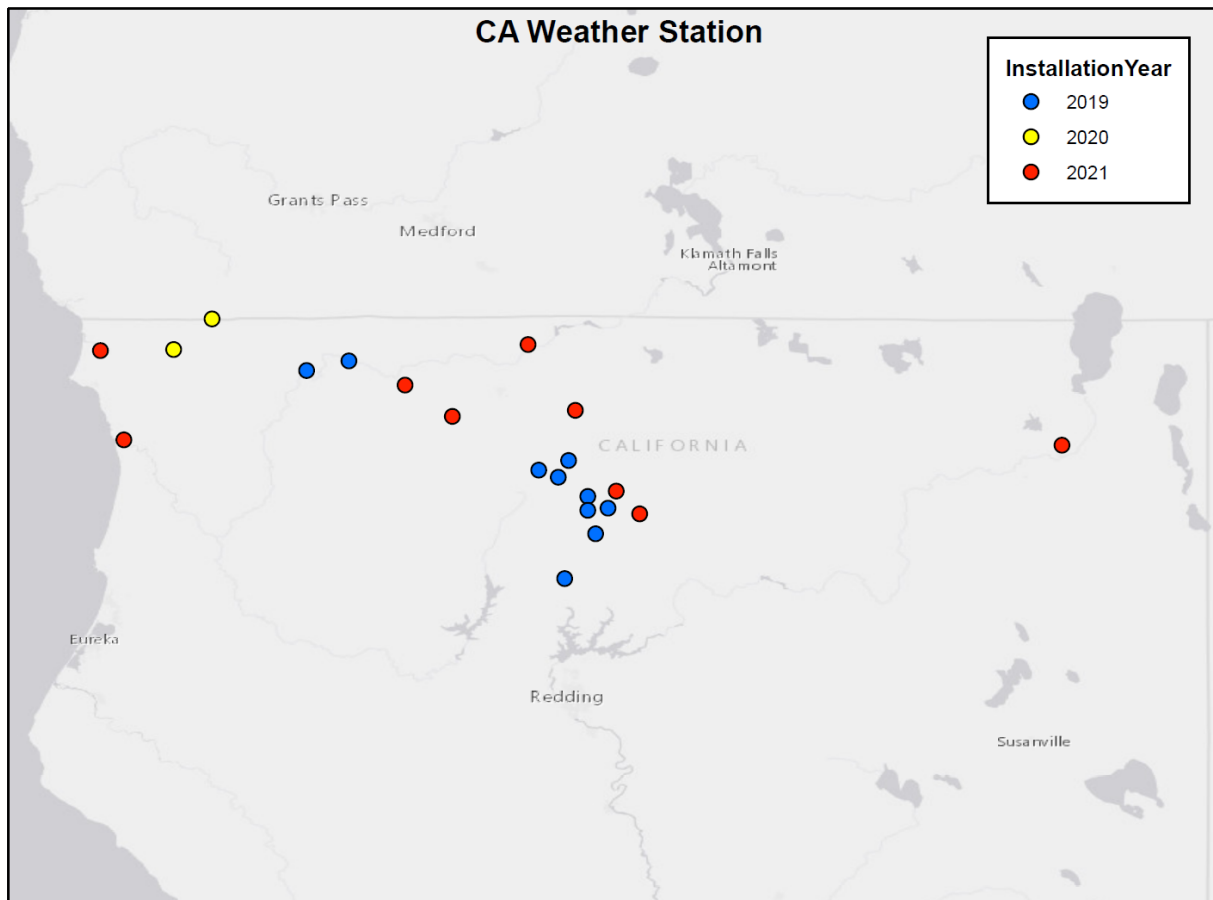 CA Weather Station
InstallationYear
2019
2020
2021
Grants Pass
Medford
Klamath Falls
Altamont
CALIFORNIA
Eureka
Redding
Susanville